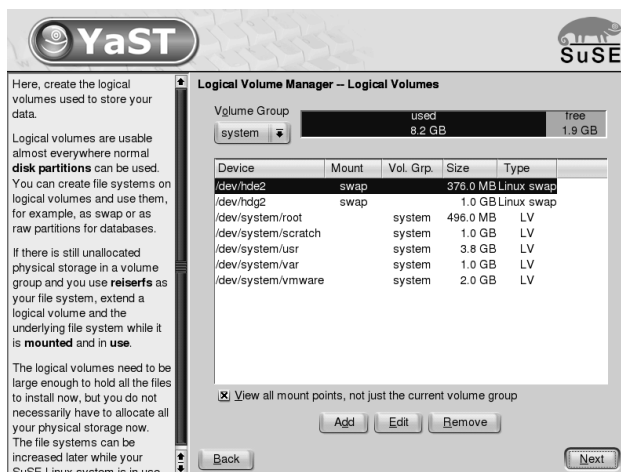 YaST
SuSE
Here, create the logical
volumes used to store your
data.
Logical volumes are usable
almost everywhere normal
disk partitions can be used.
You can create file systems on
logical volumes and use them,
for example, as swap or as
raw partitions for databases.
If there is still unallocated
physical storage in a volume
group and you use reiserfs as
your file system, extend a
logical volume and the
underlying file system while it
is mounted and in use.
The logical volumes need to be
large enough to hold all the files
to install now, but you do not
necessarily have to allocate all
your physical storage now.
The file systems can be
increased later while your
SuSE Linux system is in use
Logical Volume Manager -- Logical Volumes
Volume Group
system
used
8.2 GB
free
1.9 GB
Device Mount Vol. Grp. Size Type
/dev/hde2 swap 376.0 MB Linux swap
/dev/hdg2 swap 1.0 GB Linux swap
/dev/system/root system 496.0 MB LV
/dev/system/scratch system 1.0 GB LV
/dev/system/usr system 3.8 GB LV
/dev/system/var system 1.0 GB LV
/dev/system/vmware system 2.0 GB LV
View all mount points, not just the current volume group
Add Edit Remove
Back Next